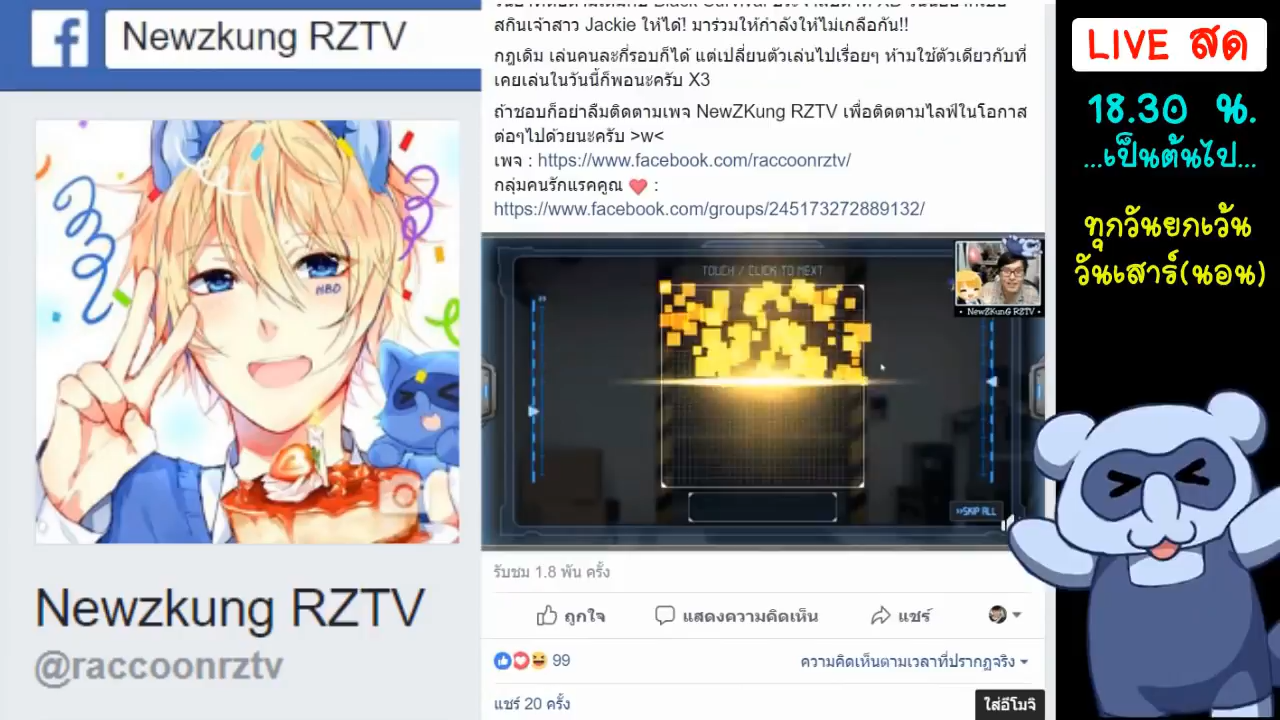 Newzkung RZTV
สกินเจ้าสาว Jackie ให้ได้! มาร่วมให้กำลังให้ไม่เกลือกัน!!
กฎเดิม เล่นคนละกี่รอบก็ได้ แต่เปลี่ยนตัวเล่นไปเรื่อยๆ ห้ามใช้ตัวเดียวกับที่
เคยเล่นในวันนี้ก็พอนะครับ X3
ถ้าชอบก็อย่าลืมติดตามเพจ NewZKung RZTV เพื่อติดตามไลฟ์ในโอกาส
ต่อๆไปด้วยนะครับ >w<
เพจ : https://www.facebook.com/raccoonrztv/
กลุ่มคนรักแรคคูณ ❤ :
https://www.facebook.com/groups/245173272889132/
HBD
TOUCH / CLICK TO NEXT
• NewZKunG RZTV •
»SKIP ALL
Newzkung RZTV
@raccoonrztv
รับชม 1.8 พัน ครั้ง
ถูกใจ
แสดงความคิดเห็น
แชร์
99
ความคิดเห็นตามเวลาที่ปรากฏจริง
แชร์ 20 ครั้ง
ใส่อีโมจิ
LIVE สด
18.30 น.
...เป็นต้นไป...
ทุกวันยกเว้น
วันเสาร์(นอน)